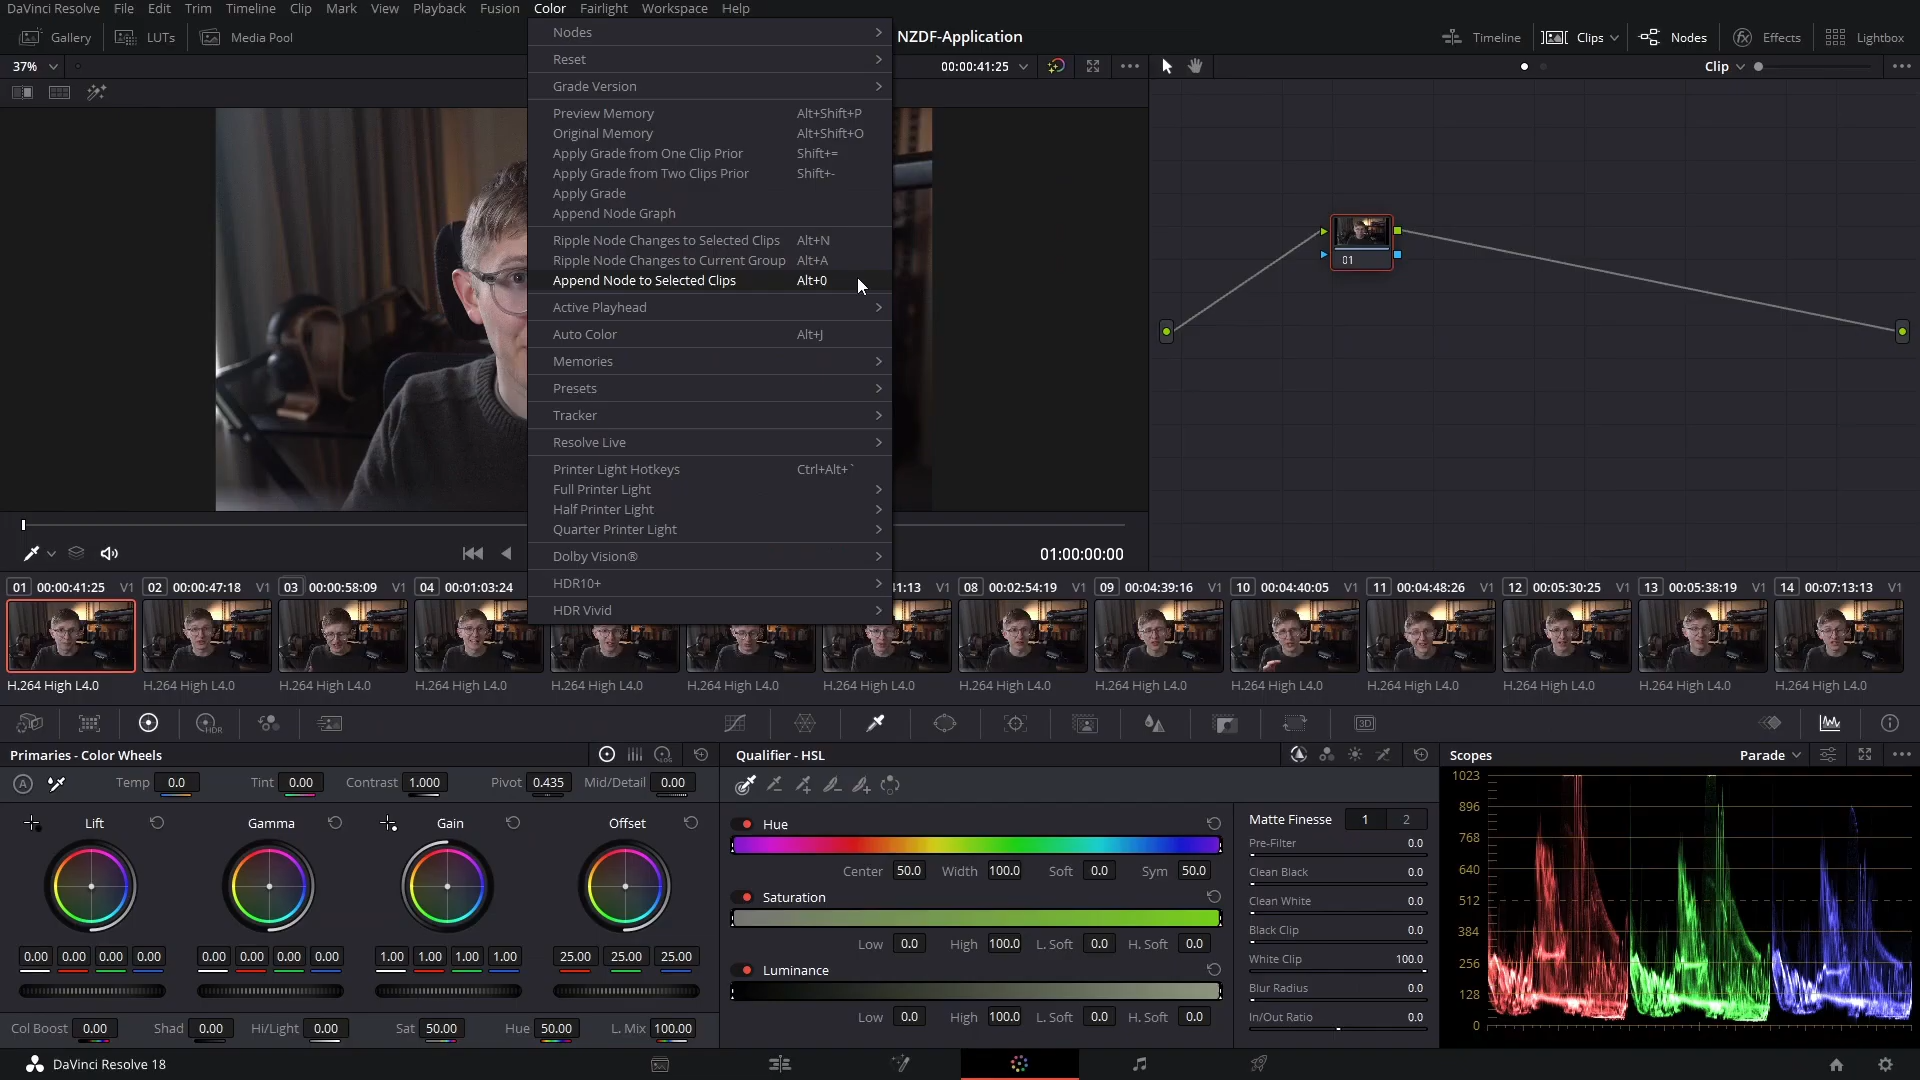 DaVinci Resolve File Edit Trim Timeline Clip Mark View Playback Fusion Color Fairlight Workspace Help
Gallery LUTs Media Pool NZDF-Application Timeline Clips Nodes Effects Lightbox
37% 00:00:41:25 Clip
Nodes
Reset
Grade Version
Preview Memory Alt+Shift+P
Original Memory Alt+Shift+O
Apply Grade from One Clip Prior Shift+=
Apply Grade from Two Clips Prior Shift+-
Apply Grade
Append Node Graph
Ripple Node Changes to Selected Clips Alt+N
Ripple Node Changes to Current Group Alt+A
Append Node to Selected Clips Alt+0
Active Playhead
Auto Color Alt+J
Memories
Presets
Tracker
Resolve Live
Printer Light Hotkeys Ctrl+Alt+`
Full Printer Light
Half Printer Light
Quarter Printer Light
Dolby Vision®
HDR10+
HDR Vivid
01
01:00:00:00
01 00:00:41:25 V1 02 00:00:47:18 V1 03 00:00:58:09 V1 04 00:01:03:24 41:13 V1 08 00:02:54:19 V1 09 00:04:39:16 V1 10 00:04:40:05 V1 11 00:04:48:26 V1 12 00:05:30:25 V1 13 00:05:38:19 V1 14 00:07:13:13 V1
H.264 High L4.0 H.264 High L4.0 H.264 High L4.0 H.264 High L4.0 H.264 High L4.0 H.264 High L4.0 H.264 High L4.0 H.264 High L4.0 H.264 High L4.0 H.264 High L4.0 H.264 High L4.0 H.264 High L4.0 H.264 High L4.0 H.264 High L4.0
HDR 3D
Primaries - Color Wheels LOG Qualifier - HSL Scopes Parade
A Temp 0.0 Tint 0.00 Contrast 1.000 Pivot 0.435 Mid/Detail 0.00
Lift Gamma Gain Offset
0.00 0.00 0.00 0.00 0.00 0.00 0.00 0.00 1.00 1.00 1.00 1.00 25.00 25.00 25.00
Col Boost 0.00 Shad 0.00 Hi/Light 0.00 Sat 50.00 Hue 50.00 L. Mix 100.00
Hue
Center 50.0 Width 100.0 Soft 0.0 Sym 50.0
Saturation
Low 0.0 High 100.0 L. Soft 0.0 H. Soft 0.0
Luminance
Low 0.0 High 100.0 L. Soft 0.0 H. Soft 0.0
Matte Finesse 1 2
Pre-Filter 0.0
Clean Black 0.0
Clean White 0.0
Black Clip 0.0
White Clip 100.0
Blur Radius 0.0
In/Out Ratio 0.0
1023
896
768
640
512
384
256
128
0
DaVinci Resolve 18